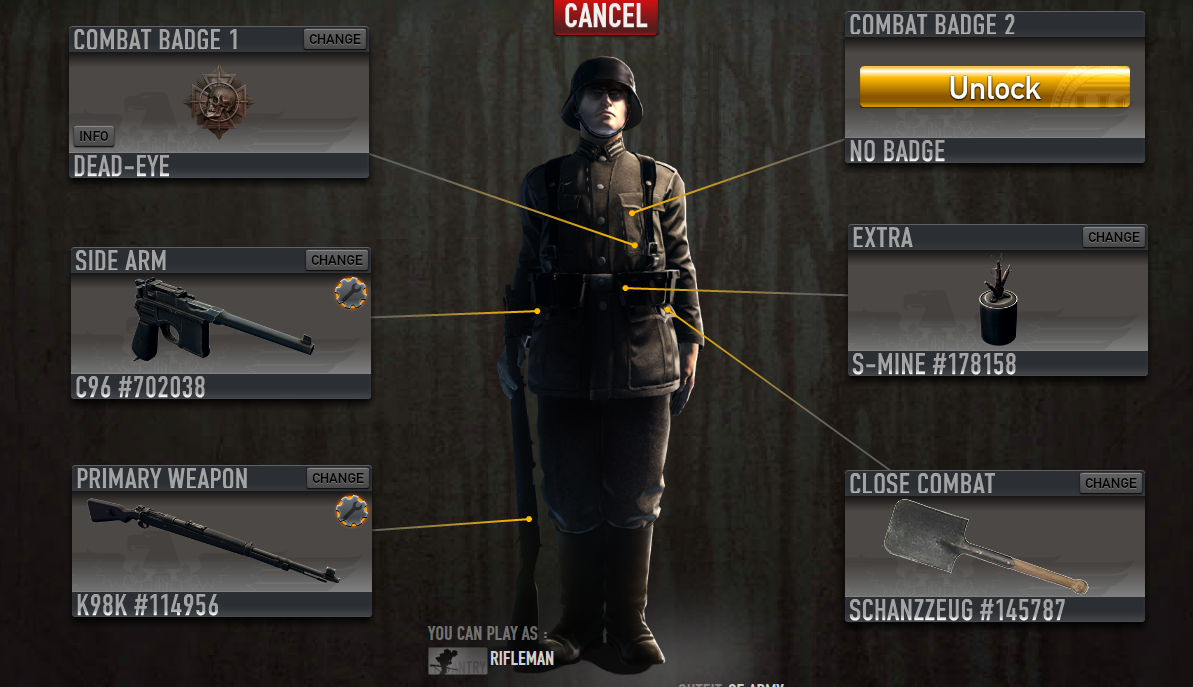 CANCEL
COMBAT BADGE 1
CHANGE
INFO
DEAD-EYE
COMBAT BADGE 2
Unlock
NO BADGE
SIDE ARM
CHANGE
C96 #702038
EXTRA
CHANGE
S-MINE #178158
PRIMARY WEAPON
CHANGE
K98K #114956
CLOSE COMBAT
CHANGE
SCHANZZEUG #145787
YOU CAN PLAY AS :
RIFLEMAN